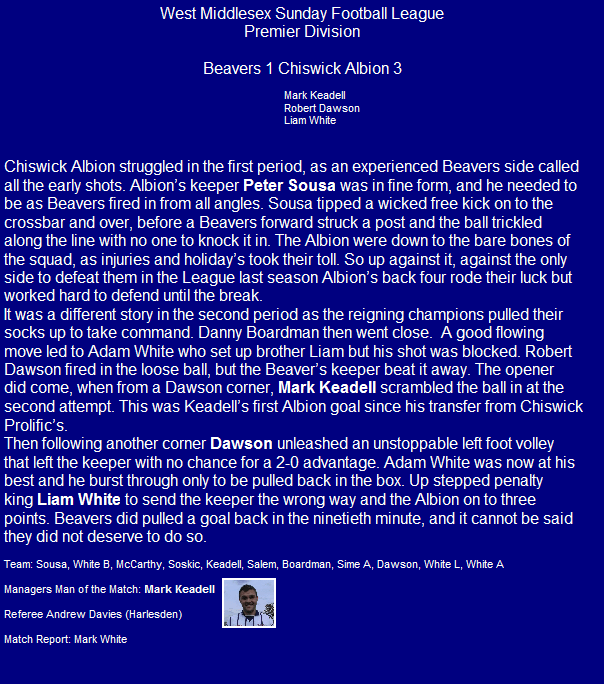 West Middlesex Sunday Football League
Premier Division
Beavers 1 Chiswick Albion 3
Mark Keadell
Robert Dawson
Liam White
Chiswick Albion struggled in the first period, as an experienced Beavers side called
all the early shots. Albion's keeper Peter Sousa was in fine form, and he needed to
be as Beavers fired in from all angles. Sousa tipped a wicked free kick on to the
crossbar and over, before a Beavers forward struck a post and the ball trickled
along the line with no one to knock it in. The Albion were down to the bare bones of
the squad, as injuries and holiday's took their toll. So up against it, against the only
side to defeat them in the League last season Albion's back four rode their luck but
worked hard to defend until the break.
It was a different story in the second period as the reigning champions pulled their
socks up to take command. Danny Boardman then went close.  A good flowing
move led to Adam White who set up brother Liam but his shot was blocked. Robert
Dawson fired in the loose ball, but the Beaver's keeper beat it away. The opener
did come, when from a Dawson corner, Mark Keadell scrambled the ball in at the
second attempt. This was Keadell's first Albion goal since his transfer from Chiswick
Prolific's.
Then following another corner Dawson unleashed an unstoppable left foot volley
that left the keeper with no chance for a 2-0 advantage. Adam White was now at his
best and he burst through only to be pulled back in the box. Up stepped penalty
king Liam White to send the keeper the wrong way and the Albion on to three
points. Beavers did pulled a goal back in the ninetieth minute, and it cannot be said
they did not deserve to do so.
Team: Sousa, White B, McCarthy, Soskic, Keadell, Salem, Boardman, Sime A, Dawson, White L, White A
Managers Man of the Match: Mark Keadell
Referee Andrew Davies (Harlesden)
Match Report: Mark White